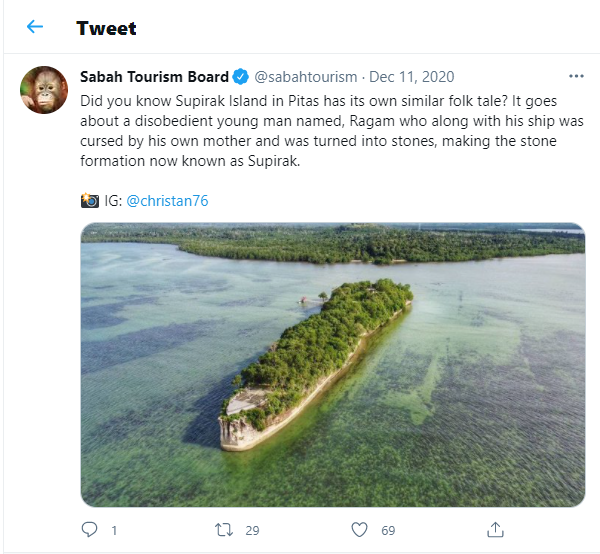 Tweet
Sabah Tourism Board @sabahtourism · Dec 11, 2020
Did you know Supirak Island in Pitas has its own similar folk tale? It goes
about a disobedient young man named, Ragam who along with his ship was
cursed by his own mother and was turned into stones, making the stone
formation now known as Supirak.
📸 IG: @christan76
1 29 69